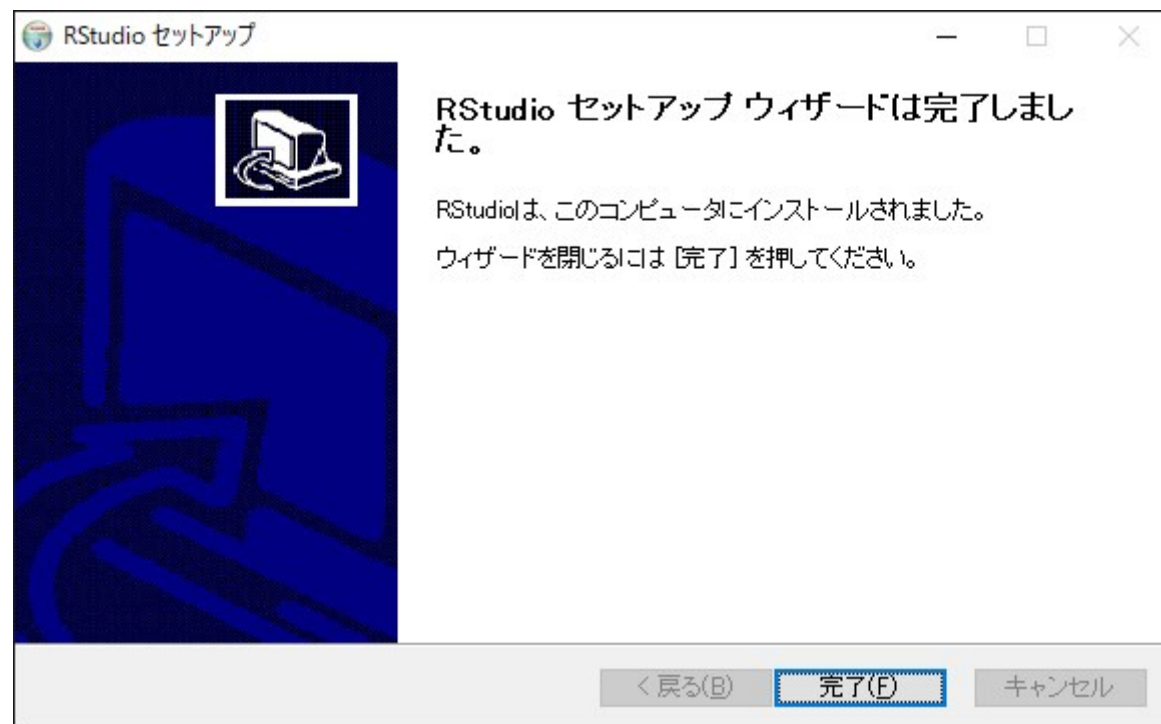 RStudio セットアップ
RStudio セットアップ ウィザードは完了しまし
た。
RStudioは、このコンピュータにインストールされました。
ウィザードを閉じるには [完了] を押してください。
< 戻る(B)
完了(F)
キャンセル